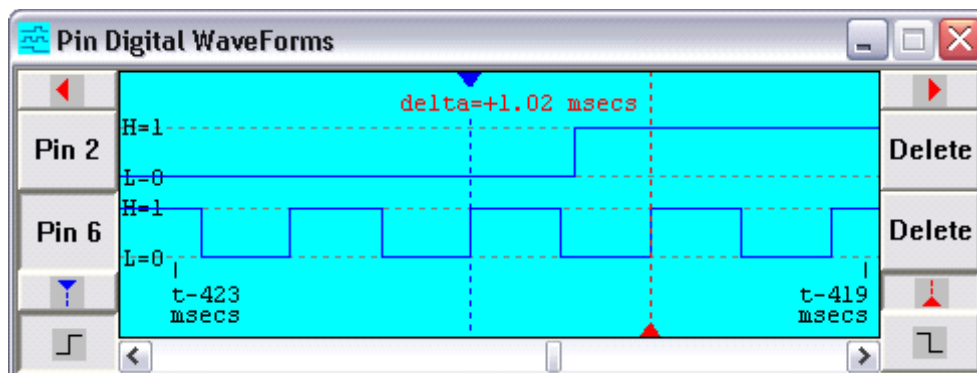 Pin Digital WaveForms
delta=+1.02 msecs
Pin 2
H=1
L=0
Delete
Pin 6
H=1
L=0
Delete
t-423
msecs
t-419
msecs